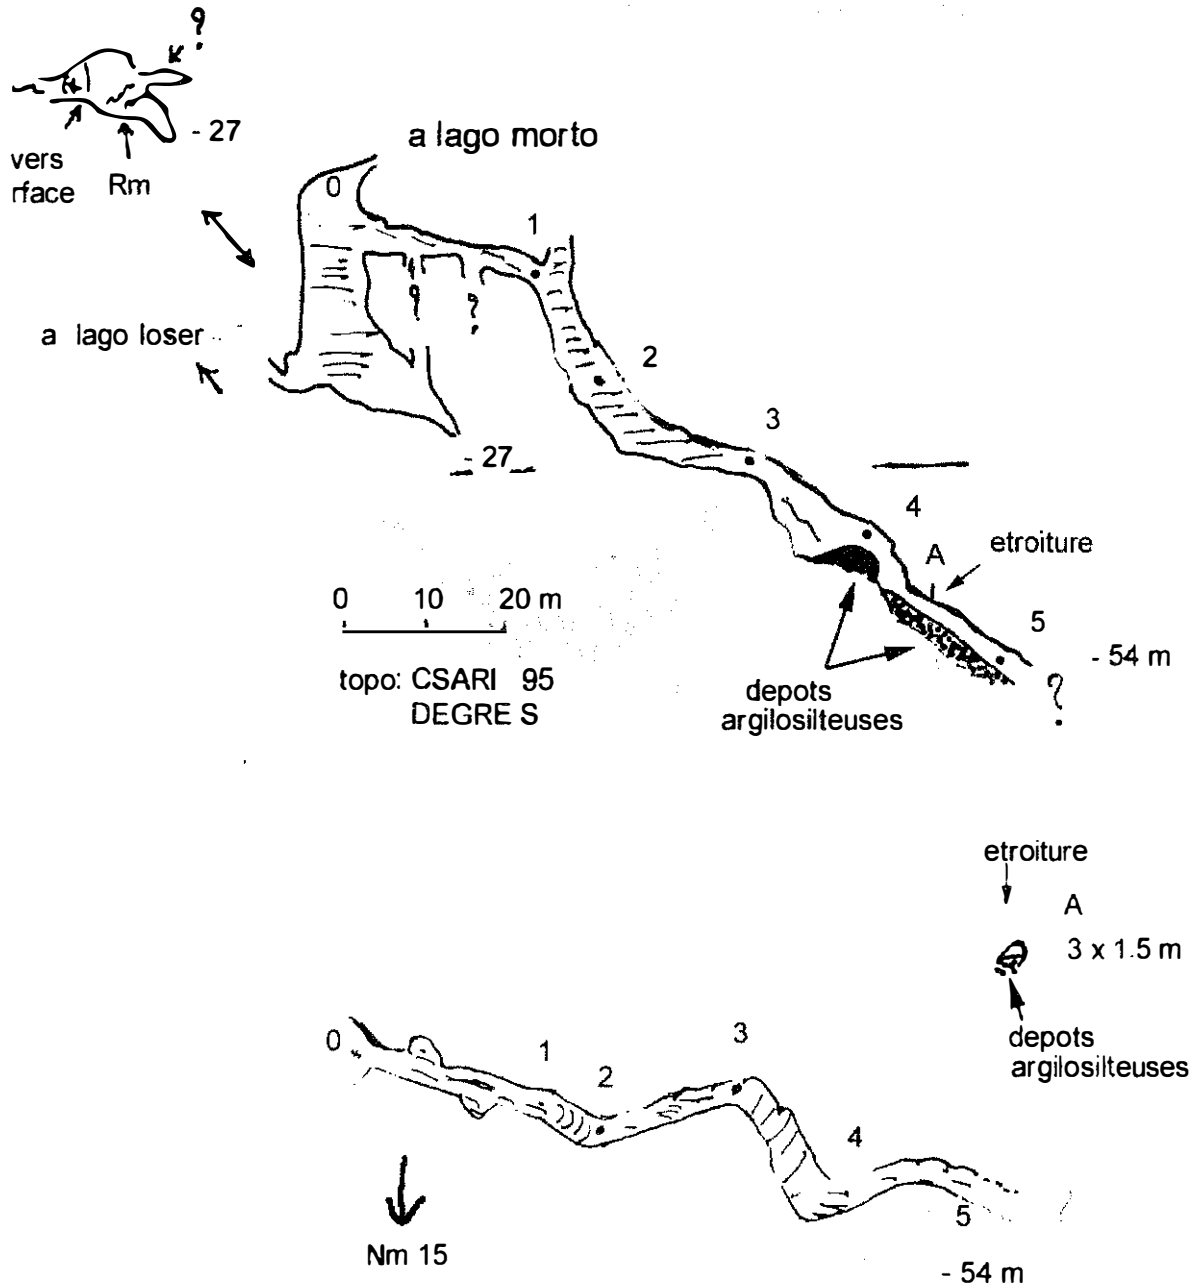 ?
- 27
vers
rface
Rm
a lago morto
0
1
? ?
a lago loser
2
- 27
3
4
A
etroiture
5
- 54 m
?
0 10 20 m
topo: CSARI 95
DEGRE S
depots
argilosilteuses
etroiture
A
3 x 1.5 m
depots
argilosilteuses
0
1
2
3
4
5
?
Nm 15
- 54 m